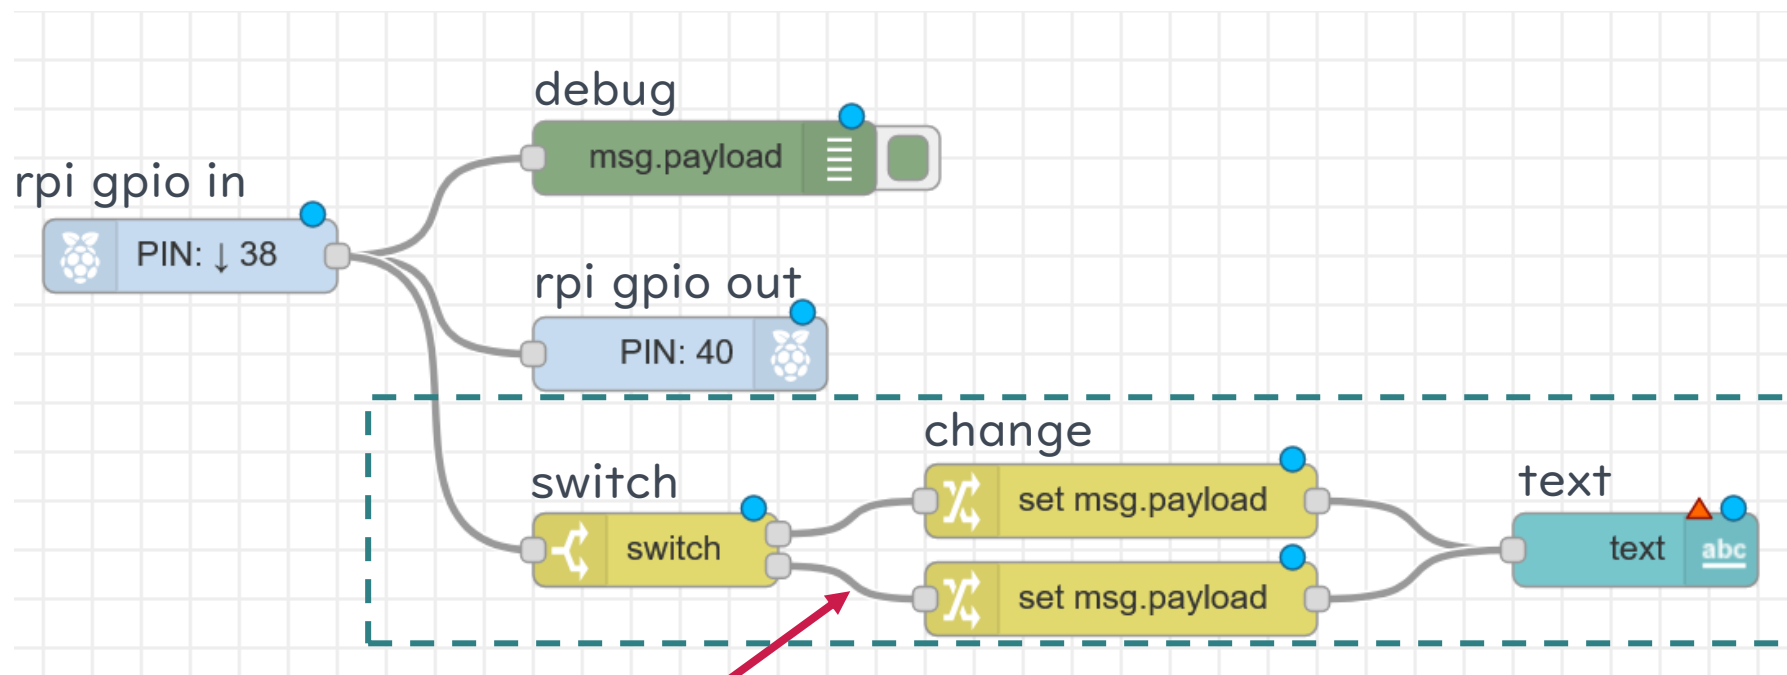 debug
msg.payload
rpi gpio in
PIN: ↓ 38
rpi gpio out
PIN: 40
change
set msg.payload
switch
switch
set msg.payload
text
text
abc